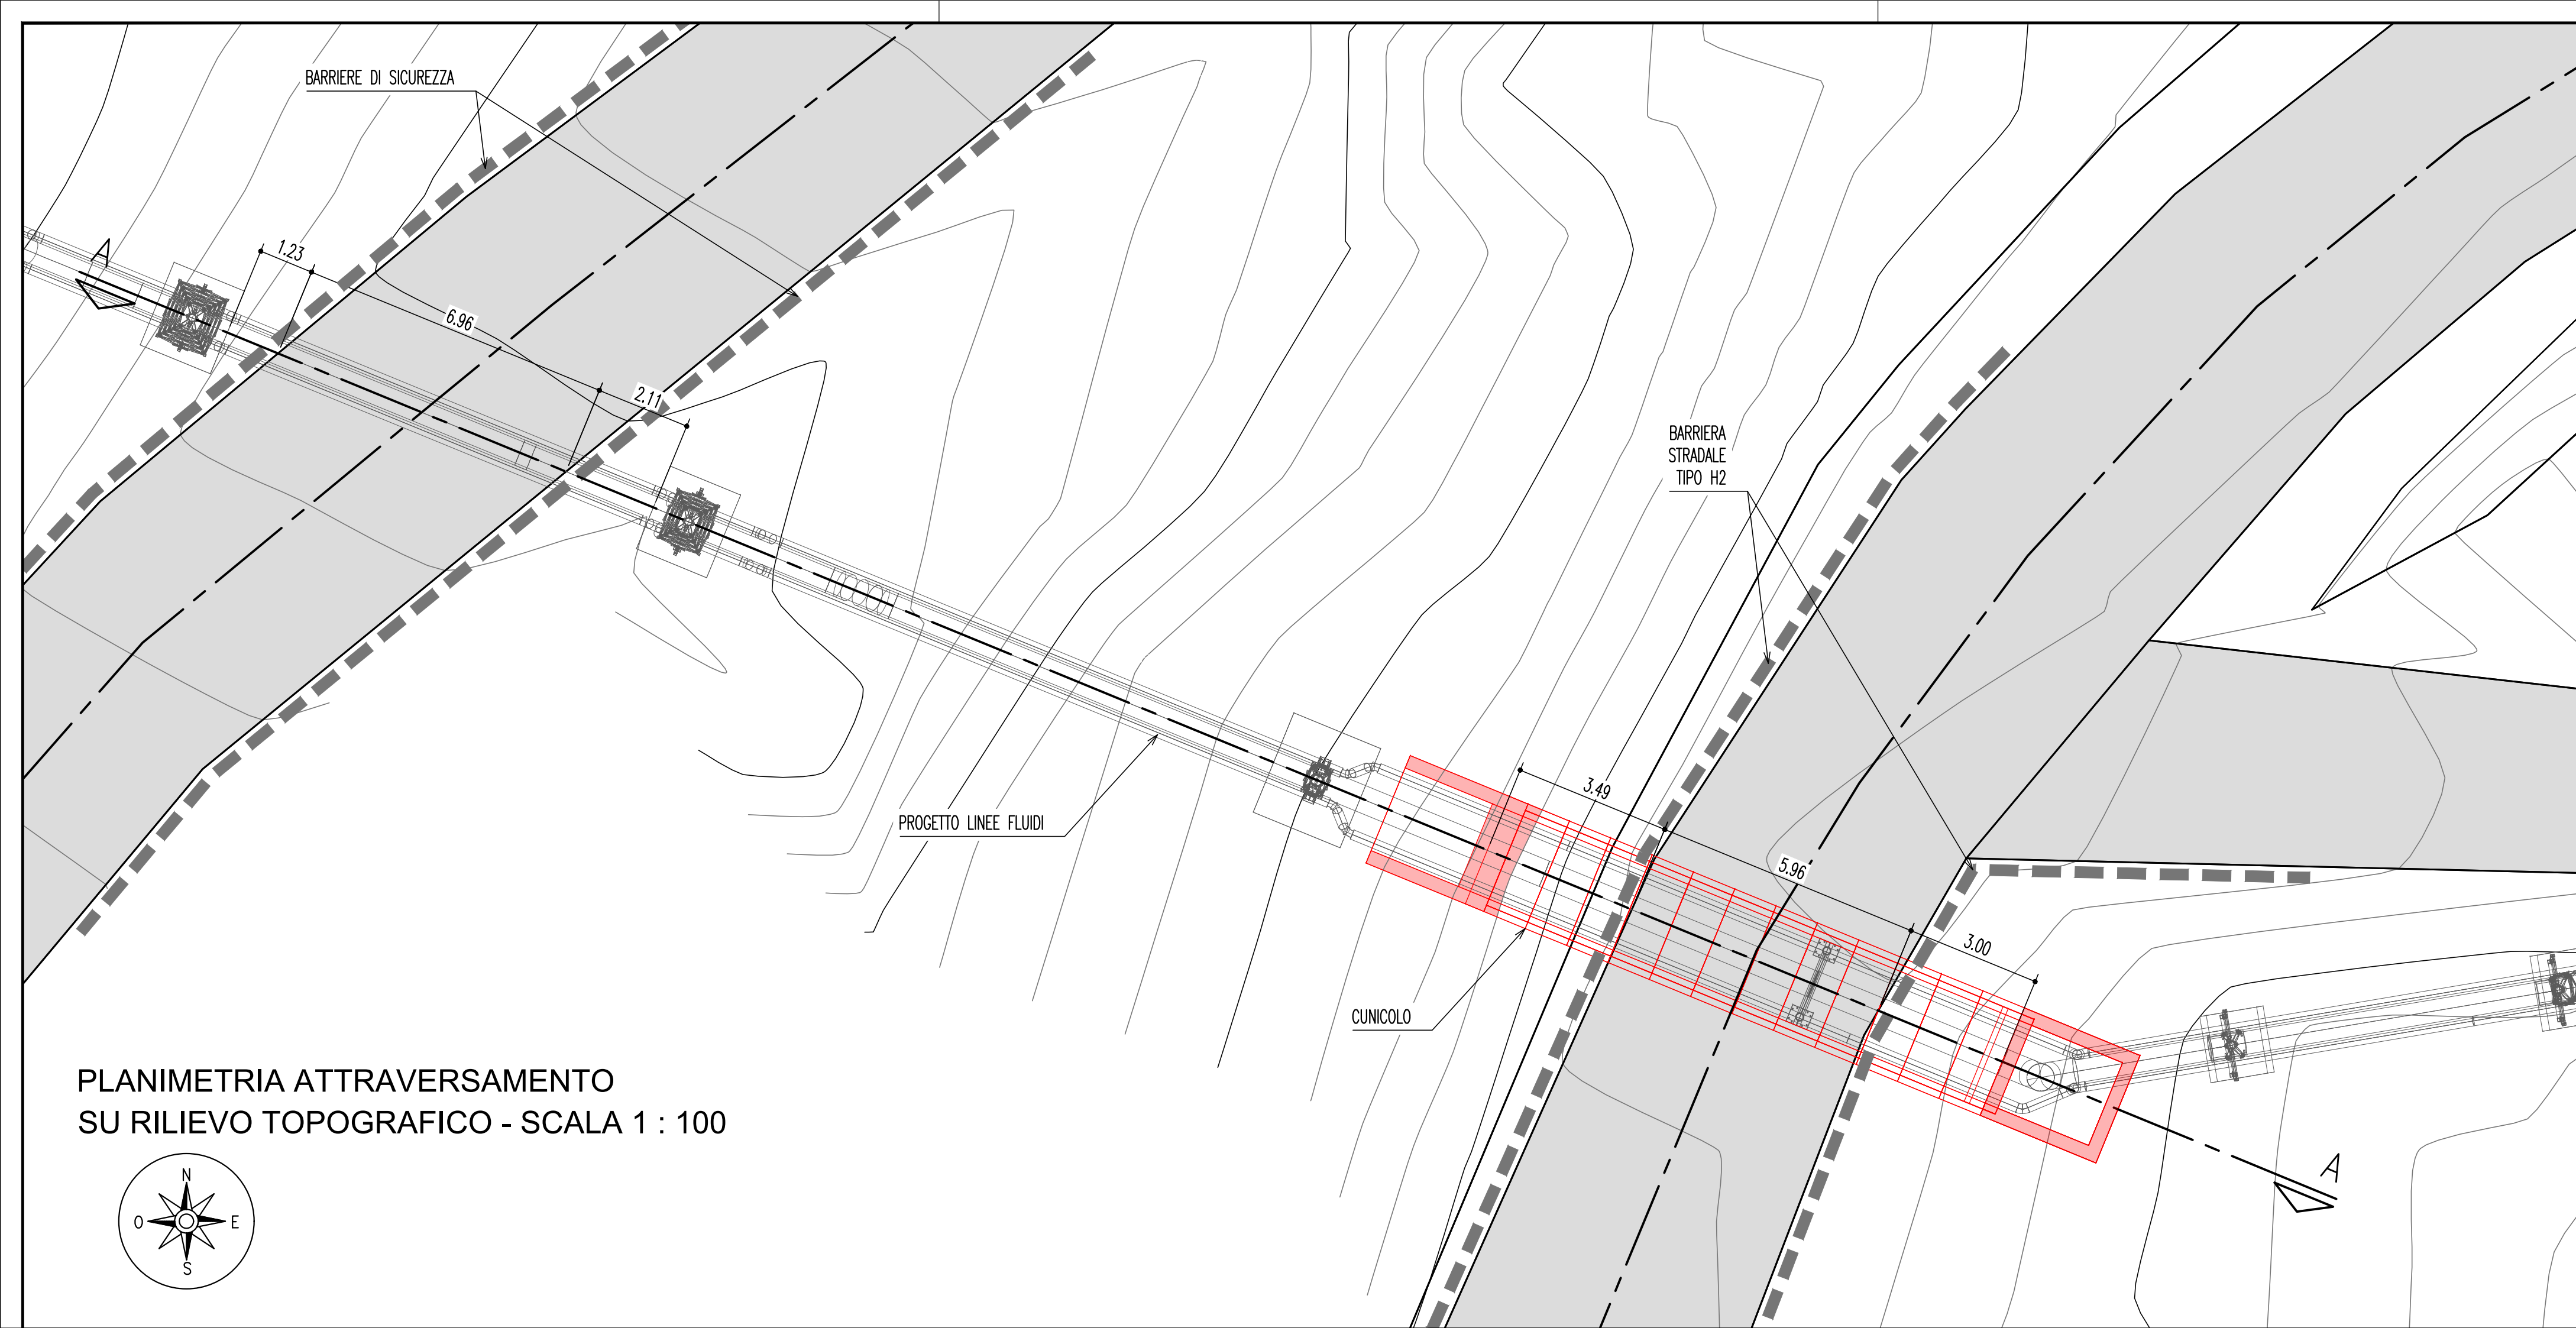 BARRIERE DI SICUREZZA
A
1.23
6.96
2.11
BARRIERA
STRADALE
TIPO H2
3.49
PROGETTO LINEE FLUIDI
5.96
3.00
CUNICOLO
PLANIMETRIA ATTRAVERSAMENTO
SU RILIEVO TOPOGRAFICO - SCALA 1 : 100
A
N
O
E
S